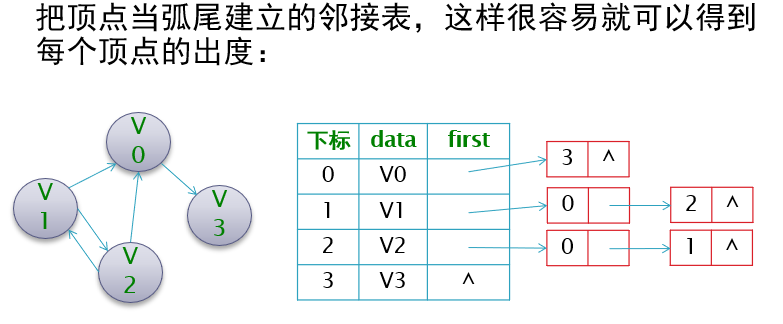 把顶点当弧尾建立的邻接表，这样很容易就可以得到
每个顶点的出度：
V
0
V
1
V
2
V
3
下标 data first
0 V0
1 V1
2 V2
3 V3 ^
3 ^
0
2 ^
0
1 ^